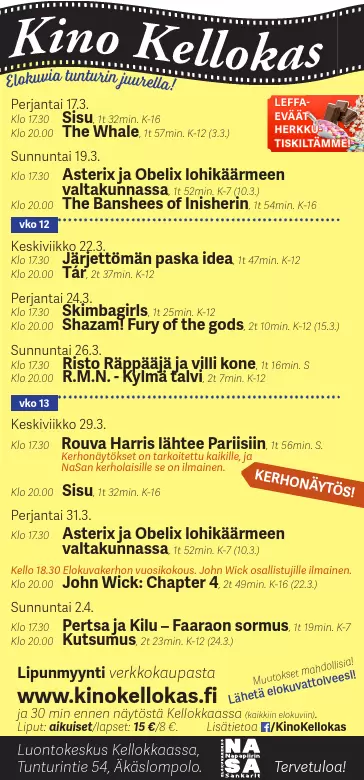 Kino Kellokas
Elokuvia tunturin juurella!
LEFFA-
EVÄÄT
HERKKU
TISKILTÄMME!
Perjantai 17.3.
Klo 17.30 Sisu, 1t 32min. K-16
Klo 20.00 The Whale, 1t 57min. K-12 (3.3.)
Sunnuntai 19.3.
Klo 17.30 Asterix ja Obelix lohikäärmeen
valtakunnassa, 1t 52min. K-7 (10.3.)
Klo 20.00 The Banshees of Inisherin, 1t 54min. K-16
vko 12
Keskiviikko 22.3.
Klo 17.30 Järjettömän paska idea, 1t 47min. K-12
Klo 20.00 Tár, 2t 37min. K-12
Perjantai 24.3.
Klo 17.30 Skimbagirls, 1t 25min. K-12
Klo 20.00 Shazam! Fury of the gods, 2t 10min. K-12 (15.3.)
Sunnuntai 26.3.
Klo 17.30 Risto Räppääjä ja villi kone, 1t 16min. S
Klo 20.00 R.M.N. - Kylmä talvi, 2t 7min. K-12
vko 13
Keskiviikko 29.3.
Klo 17.30 Rouva Harris lähtee Pariisiin, 1t 56min. S.
Kerhonäytökset on tarkoitettu kaikille, ja
NaSan kerholaisille se on ilmainen.
KERHONÄYTÖS!
Klo 20.00 Sisu, 1t 32min. K-16
Perjantai 31.3.
Klo 17.30 Asterix ja Obelix lohikäärmeen
valtakunnassa, 1t 52min. K-7 (10.3.)
Kello 18.30 Elokuvakerhon vuosikokous. John Wick osallistujille ilmainen.
Klo 20.00 John Wick: Chapter 4, 2t 49min. K-16 (22.3.)
Sunnuntai 2.4.
Klo 17.30 Pertsa ja Kilu – Faaraon sormus, 1t 19min. K-7
Klo 20.00 Kutsumus, 2t 23min. K-12 (24.3.)
Lipunmyynti verkkokaupasta
www.kinokellokas.fi
Muutokset mahdollisia!
Lähetä elokuvattolveesi!
ja 30 min ennen näytöstä Kellokkaassa (kaikkiin elokuviin).
Liput: aikuiset/lapset: 15 €/8 €. Lisätietoa f/KinoKellokas
Luontokeskus Kellokkaassa,
Tunturintie 54, Äkäslompolo.
NA
Napapiirin
SA
Sankarit
Tervetuloa!